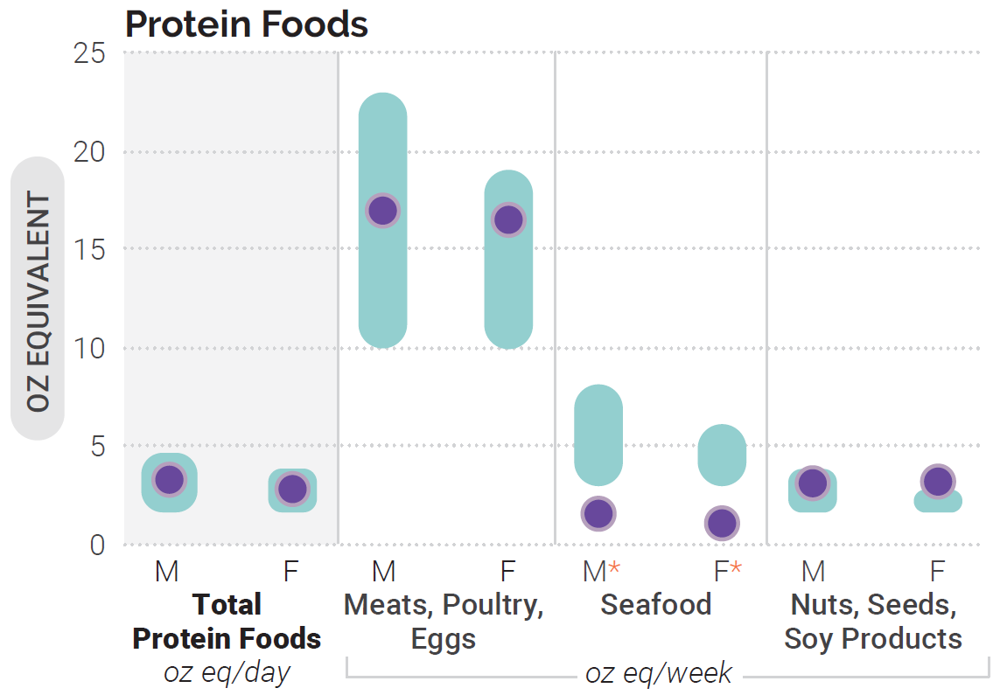 Protein Foods
OZ EQUIVALENT
25
20
15
10
5
0
M F M F M* F* M F
Total
Protein Foods
oz eq/day
Meats, Poultry,
Eggs
Seafood
Nuts, Seeds,
Soy Products
oz eq/week